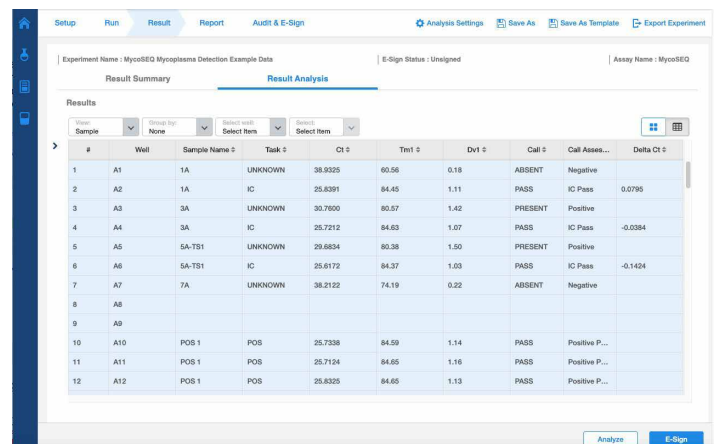 Setup Run Result Report Audit & E-Sign Analysis Settings Save As Save As Template Export Experiment
Experiment Name : MycoSEQ Mycoplasma Detection Example Data E-Sign Status : Unsigned Assay Name : MycoSEQ
Result Summary Result Analysis
Results
View: Group by: Select well: Select:
Sample None Select Item Select Item
# Well Sample Name Task Ct Tm1 Dv1 Call Call Asses... Delta Ct
1 A1 1A UNKNOWN 38.9325 60.56 0.18 ABSENT Negative
2 A2 1A IC 25.8391 84.45 1.11 PASS IC Pass 0.0795
3 A3 3A UNKNOWN 30.7600 80.57 1.42 PRESENT Positive
4 A4 3A IC 25.7212 84.63 1.07 PASS IC Pass -0.0384
5 A5 5A-TS1 UNKNOWN 29.6834 80.38 1.50 PRESENT Positive
6 A6 5A-TS1 IC 25.6172 84.37 1.03 PASS IC Pass -0.1424
7 A7 7A UNKNOWN 38.2122 74.19 0.22 ABSENT Negative
8 A8
9 A9
10 A10 POS 1 POS 25.7338 84.59 1.14 PASS Positive P...
11 A11 POS 1 POS 25.7124 84.65 1.16 PASS Positive P...
12 A12 POS 1 POS 25.8325 84.65 1.13 PASS Positive P...
Analyze E-Sign